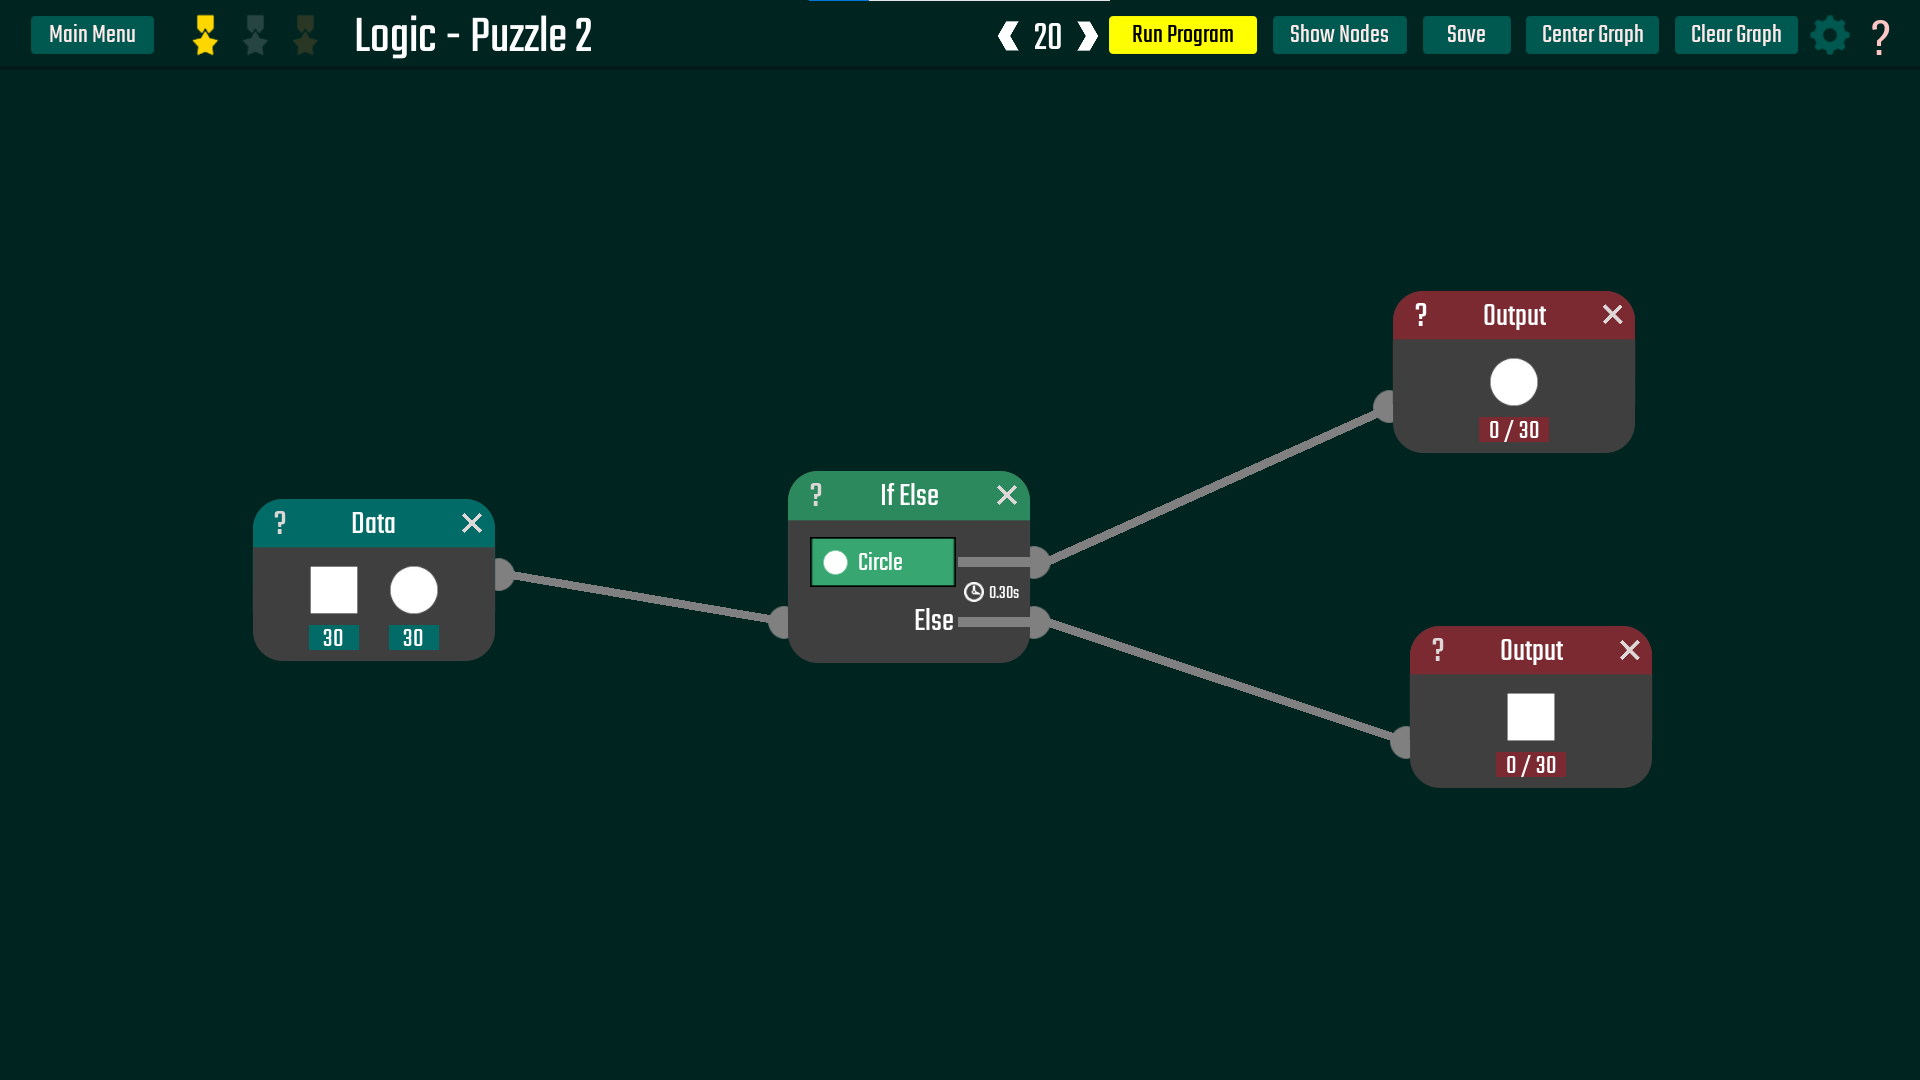 Main Menu
Logic - Puzzle 2
20
Run Program
Show Nodes
Save
Center Graph
Clear Graph
?
? Output
0 / 30
? If Else
Circle
0.30s
Else
? Data
30 30
? Output
0 / 30